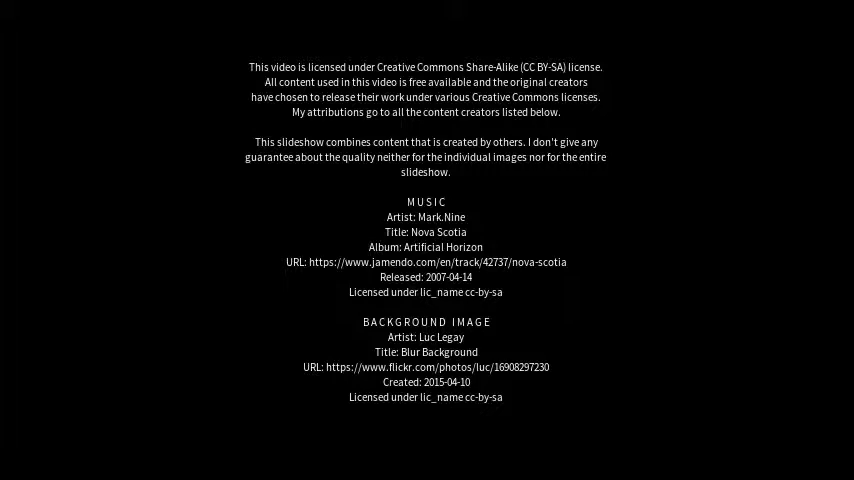 This video is licensed under Creative Commons Share-Alike (CC BY-SA) license.
All content used in this video is free available and the original creators
have chosen to release their work under various Creative Commons licenses.
My attributions go to all the content creators listed below.
This slideshow combines content that is created by others. I don't give any
guarantee about the quality neither for the individual images nor for the entire
slideshow.
MUSIC
Artist: Mark.Nine
Title: Nova Scotia
Album: Artificial Horizon
URL: https://www.jamendo.com/en/track/42737/nova-scotia
Released: 2007-04-14
Licensed under lic_name cc-by-sa
BACKGROUND IMAGE
Artist: Luc Legay
Title: Blur Background
URL: https://www.flickr.com/photos/luc/16908297230
Created: 2015-04-10
Licensed under lic_name cc-by-sa